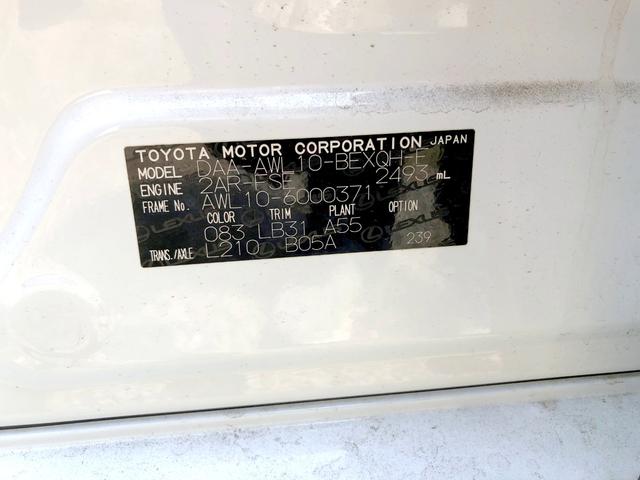 TOYOTA MOTOR CORPORATION JAPAN
MODEL DAA-AWL10-BEXQH-F
ENGINE 2AR-FSE 2493 mL
FRAME No. AWL10-6000371
COLOR TRIM PLANT OPTION
083 LB31 A55
TRANS./AXLE L210 B05A 239